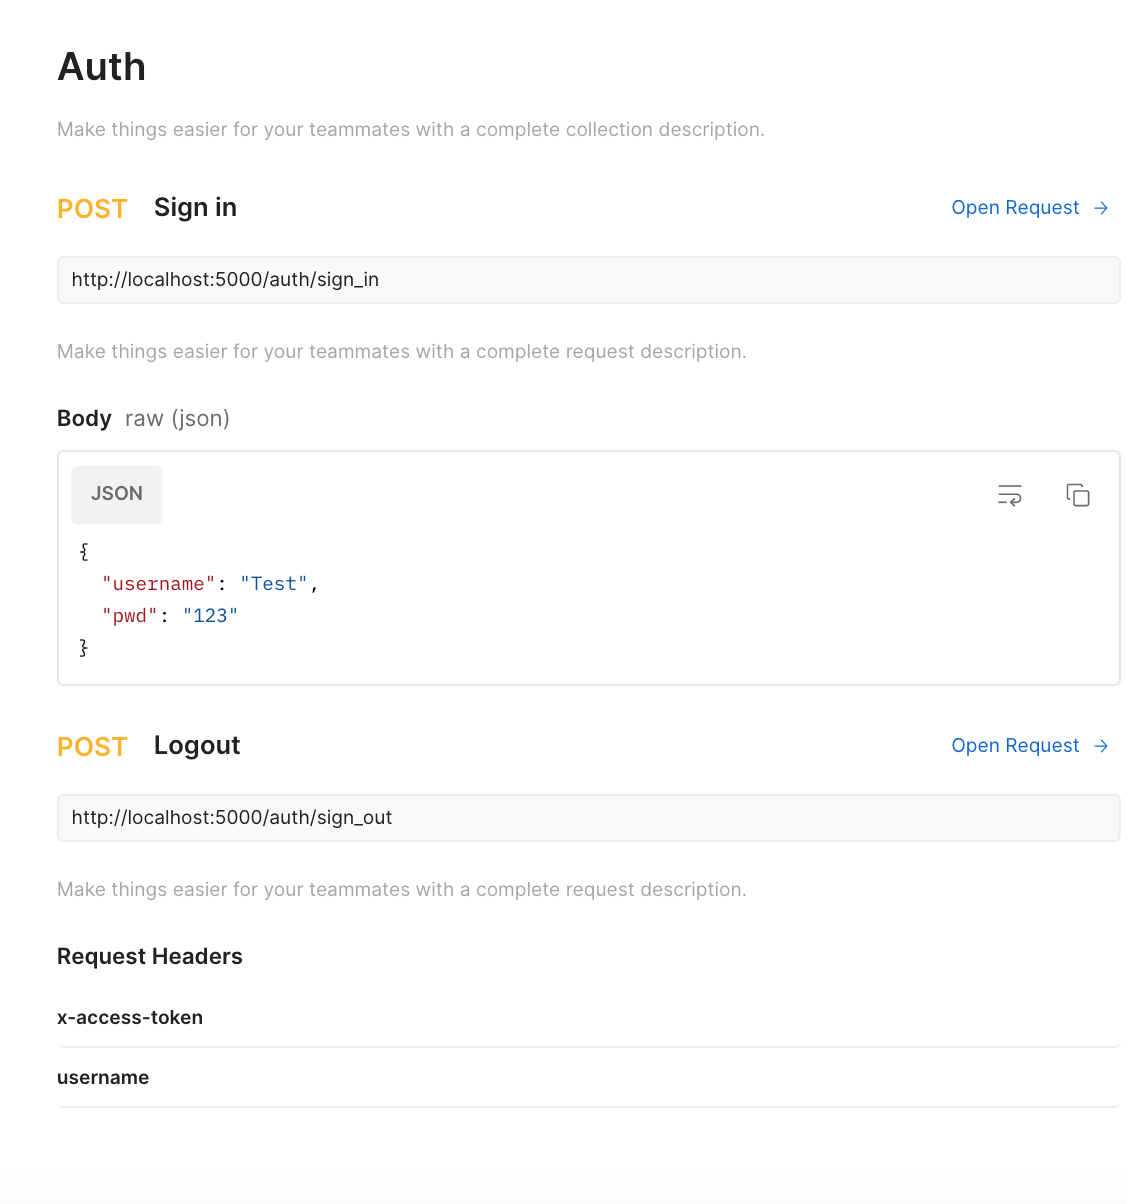 Auth
Make things easier for your teammates with a complete collection description.
POST Sign in Open Request →
http://localhost:5000/auth/sign_in
Make things easier for your teammates with a complete request description.
Body raw (json)
JSON
{
  "username": "Test",
  "pwd": "123"
}
POST Logout Open Request →
http://localhost:5000/auth/sign_out
Make things easier for your teammates with a complete request description.
Request Headers
x-access-token
username